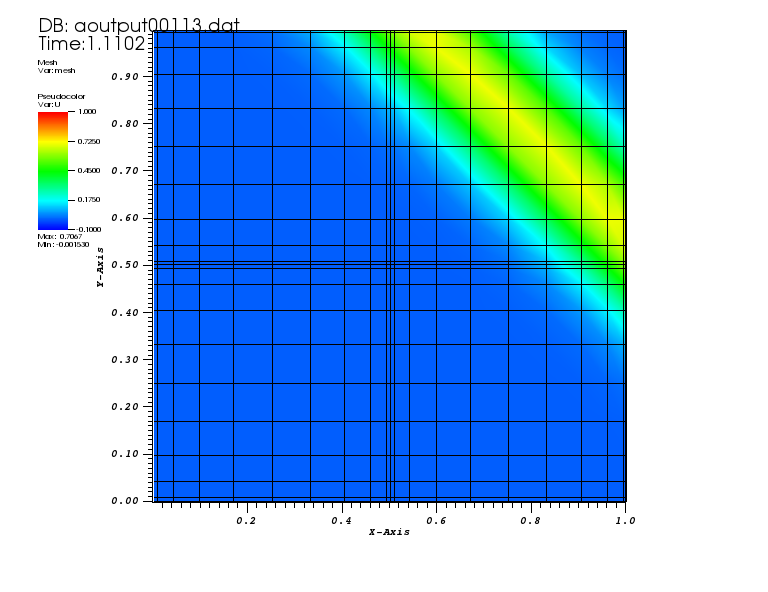 DB: aoutput00113.dat
Time:1.1102
Mesh
Var: mesh
Pseudocolor
Var: U
1.000
0.7250
0.4500
0.1750
-0.1000
Max: 0.7067
Min: -0.001530
Y-Axis
0.90
0.80
0.70
0.60
0.50
0.40
0.30
0.20
0.10
0.00
0.2 0.4 0.6 0.8 1.0
X-Axis